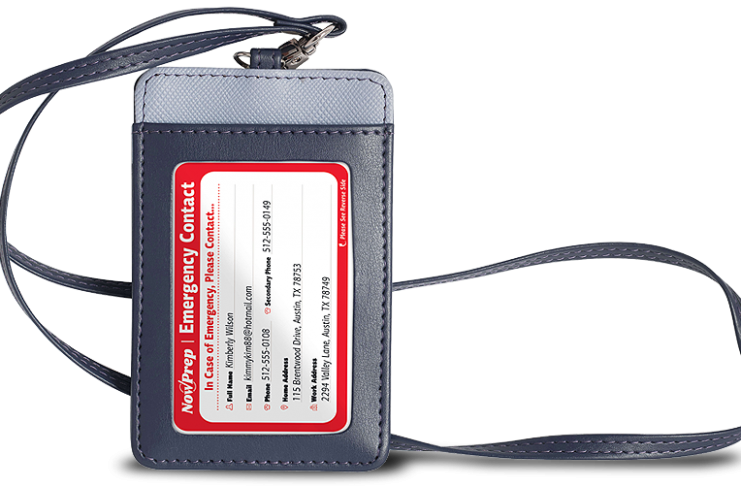 NowPrep | Emergency Contact
In Case of Emergency, Please Contact...
Full Name Kimberly Wilson
Email kimmykim88@hotmail.com
Phone 512-555-0108 Secondary Phone 512-555-0149
Home Address
115 Brentwood Drive, Austin, TX 78753
Work Address
2294 Valley Lane, Austin, TX 78749
Please See Reverse Side